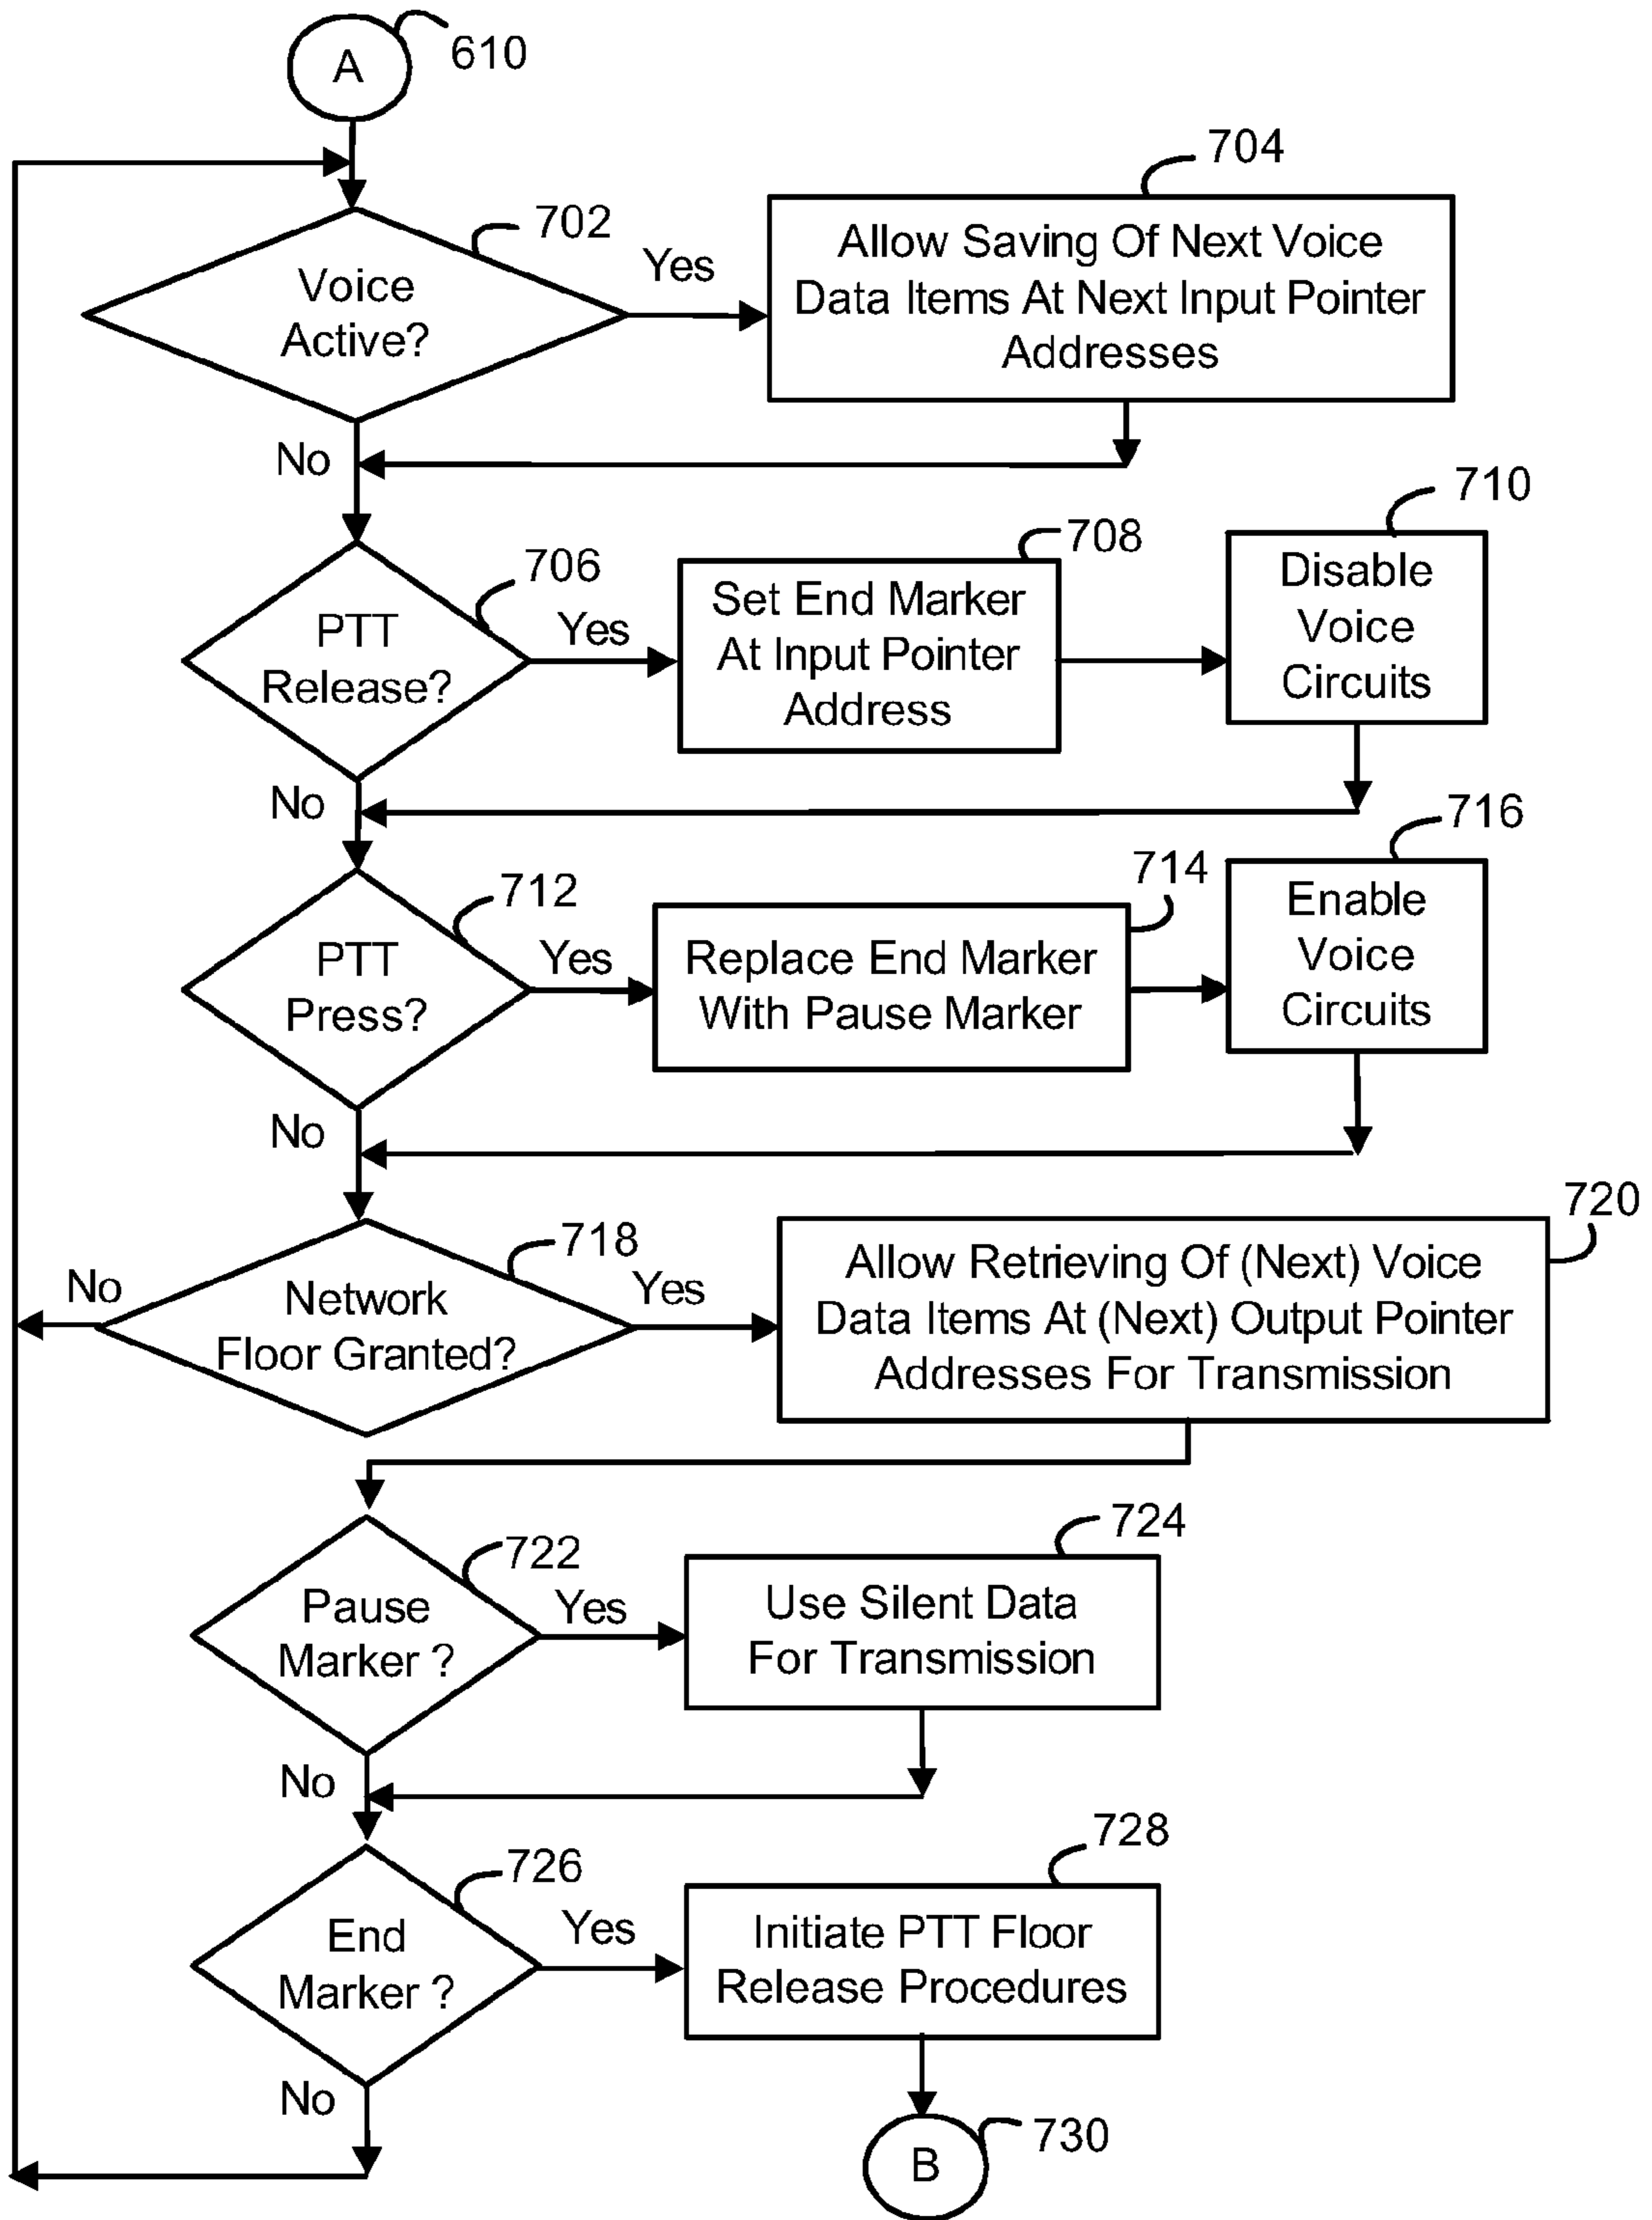 A
610
702
Voice
Active?
Yes
704
Allow Saving Of Next Voice
Data Items At Next Input Pointer
Addresses
No
706
PTT
Release?
Yes
708
Set End Marker
At Input Pointer
Address
710
Disable
Voice
Circuits
No
712
PTT
Press?
Yes
714
Replace End Marker
With Pause Marker
716
Enable
Voice
Circuits
No
718
Network
Floor Granted?
No
Yes
720
Allow Retrieving Of (Next) Voice
Data Items At (Next) Output Pointer
Addresses For Transmission
722
Pause
Marker ?
Yes
724
Use Silent Data
For Transmission
No
726
End
Marker ?
Yes
728
Initiate PTT Floor
Release Procedures
No
B
730